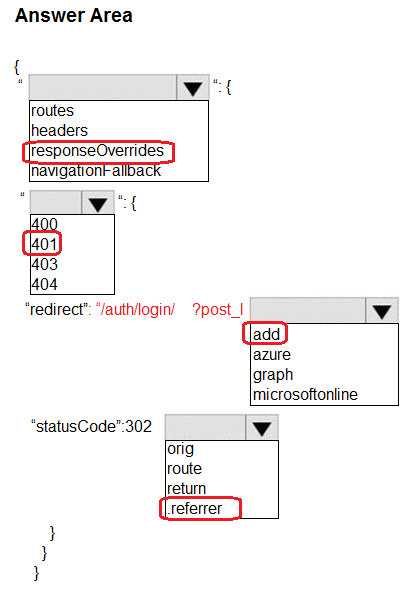 Answer Area
{
“ “: {
routes
headers
responseOverrides
navigationFallback
“ “: {
400
401
403
404
“redirect”: “/auth/login/ ?post_l
add
azure
graph
microsoftonline
“statusCode”:302
orig
route
return
.referrer
}
}
}